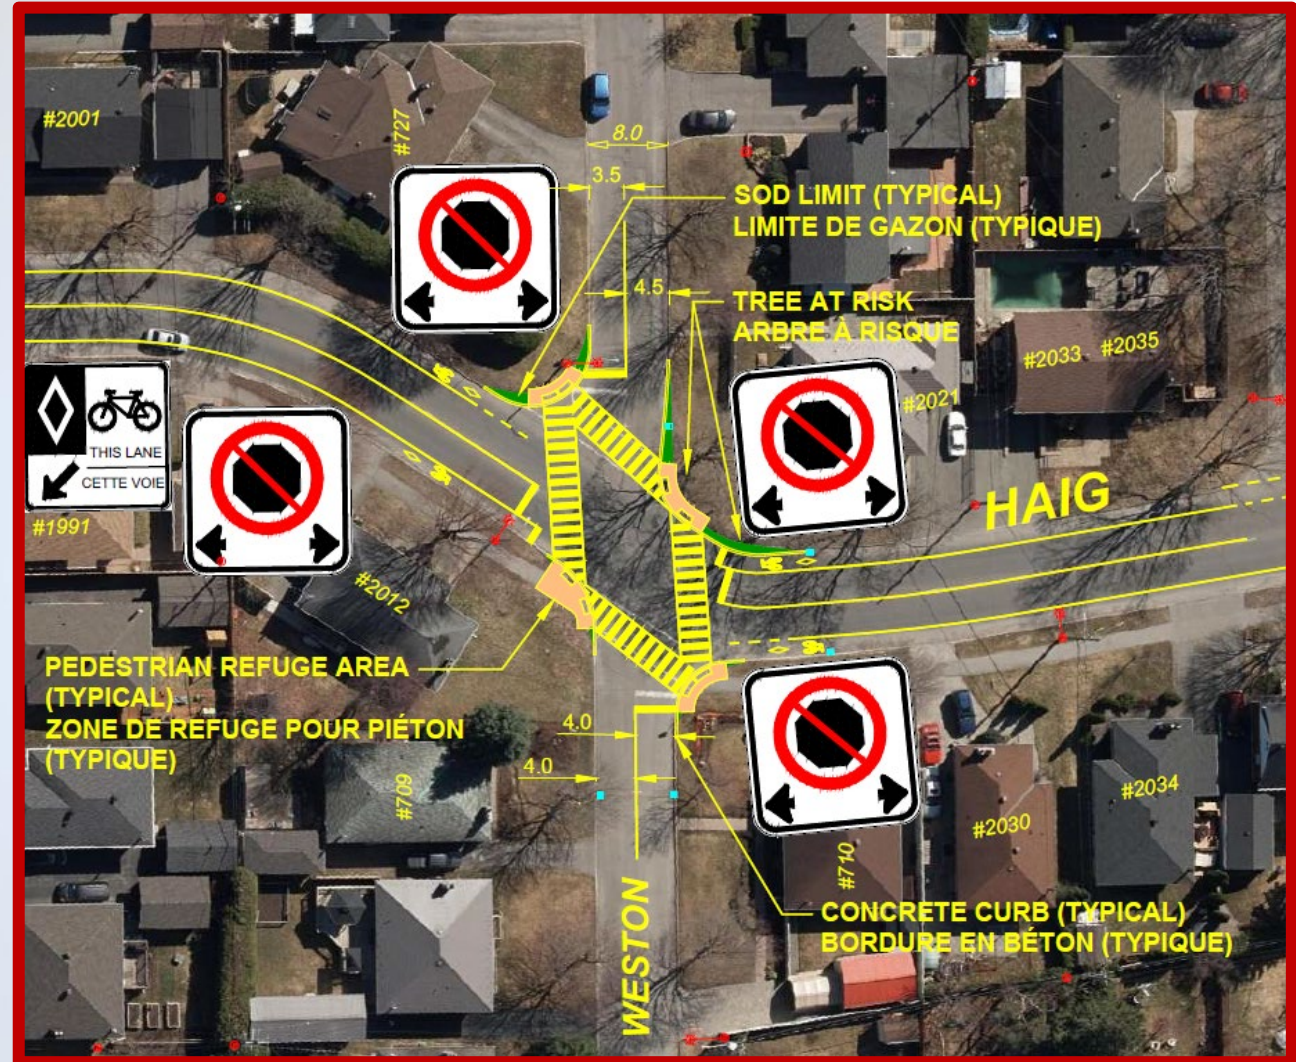 #2001
#727
8.0
3.5
SOD LIMIT (TYPICAL)
LIMITE DE GAZON (TYPIQUE)
4.5
TREE AT RISK
ARBRE À RISQUE
#2033 #2035
#2021
THIS LANE
CETTE VOIE
#1991
HAIG
#2012
PEDESTRIAN REFUGE AREA
(TYPICAL)
ZONE DE REFUGE POUR PIÉTON
(TYPIQUE)
4.0
4.0
#709
#2034
#2030
#710
WESTON
CONCRETE CURB (TYPICAL)
BORDURE EN BÉTON (TYPIQUE)